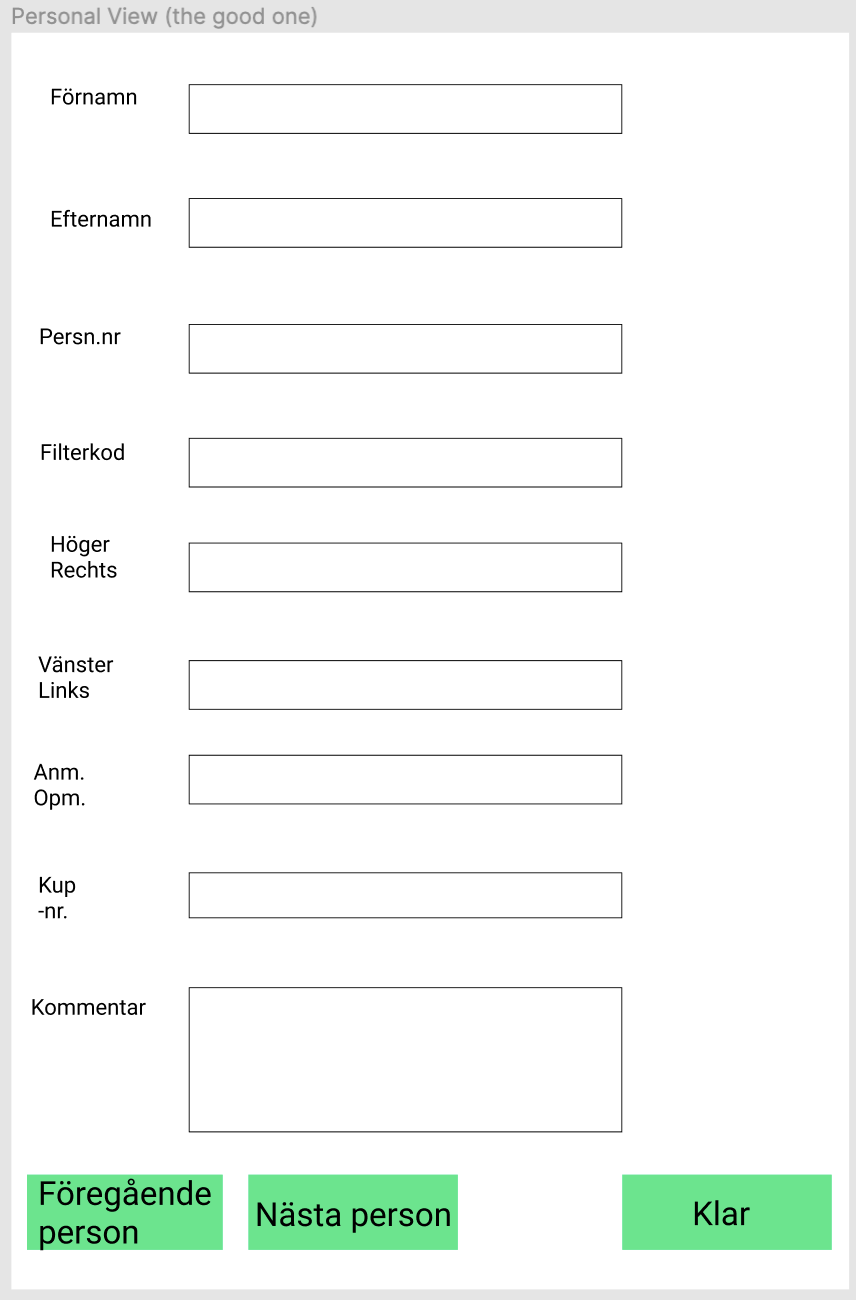 Personal View (the good one)
Förnamn
Efternamn
Persn.nr
Filterkod
Höger
Rechts
Vänster
Links
Anm.
Opm.
Kup
-nr.
Kommentar
Föregående
person
Nästa person
Klar